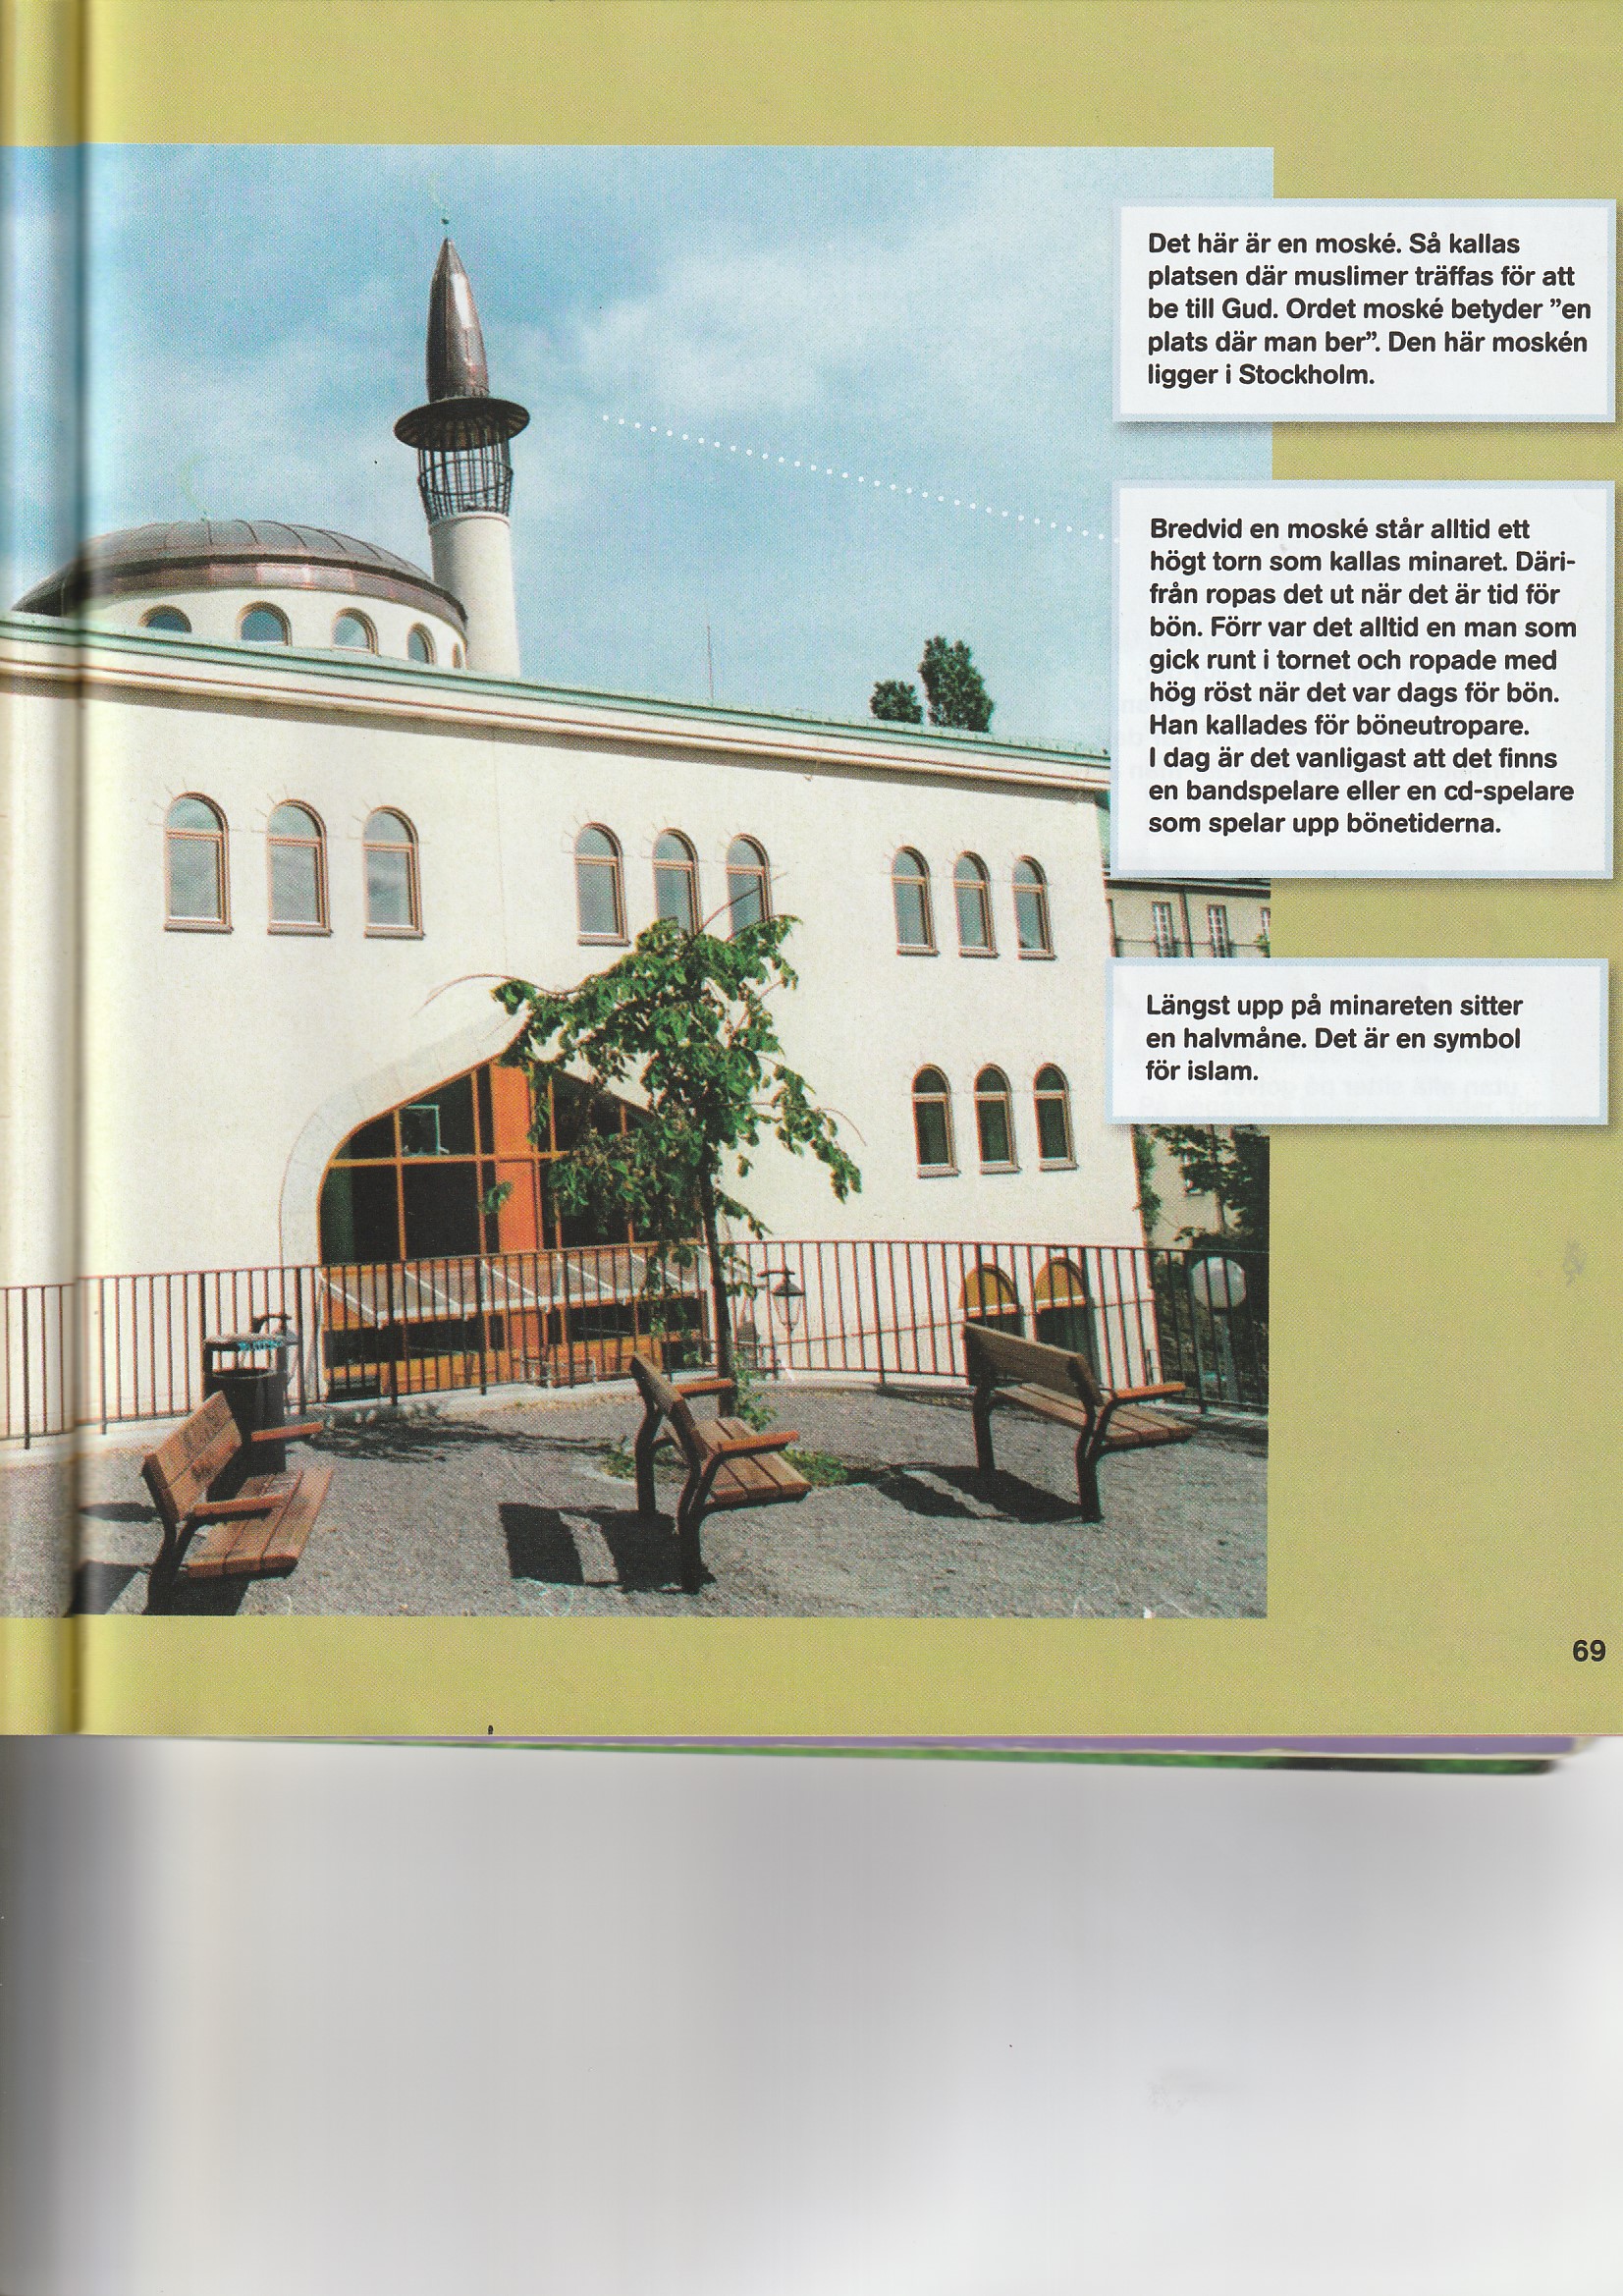 Det här är en moské. Så kallas
platsen där muslimer träffas för att
be till Gud. Ordet moské betyder ”en
plats där man ber”. Den här moskén
ligger i Stockholm.
Bredvid en moské står alltid ett
högt torn som kallas minaret. Däri-
från ropas det ut när det är tid för
bön. Förr var det alltid en man som
gick runt i tornet och ropade med
hög röst när det var dags för bön.
Han kallades för böneutropare.
I dag är det vanligast att det finns
en bandspelare eller en cd-spelare
som spelar upp bönetiderna.
Längst upp på minareten sitter
en halvmåne. Det är en symbol
för islam.
69